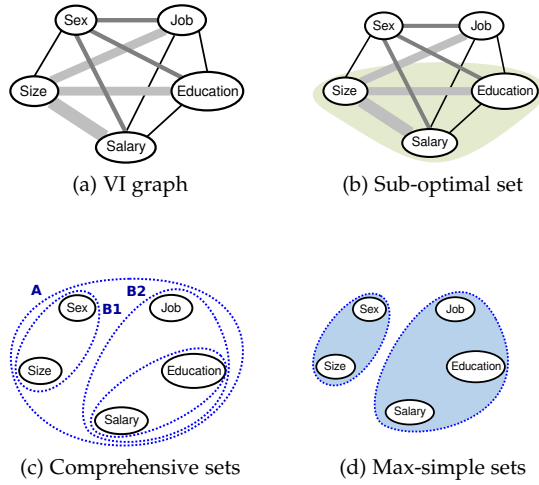 Sex
Job
Size
Education
Salary
(a) VI graph
Sex
Job
Size
Education
Salary
(b) Sub-optimal set
A
B2
Sex
B1
Job
Size
Education
Salary
(c) Comprehensive sets
Sex
Job
Size
Education
Salary
(d) Max-simple sets